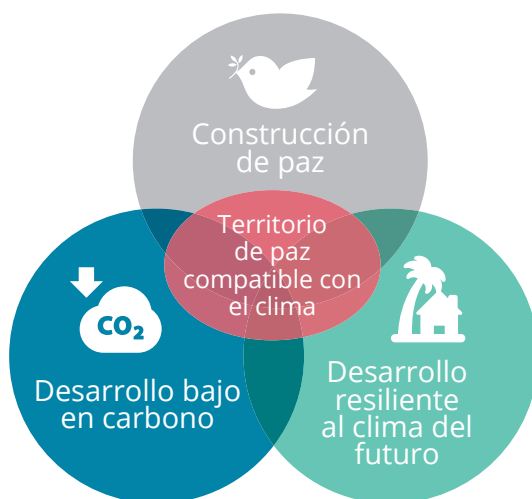 Construcción
de paz
Territorio
de paz
compatible con
el clima
CO₂
Desarrollo bajo
en carbono
Desarrollo
resiliente
al clima del
futuro